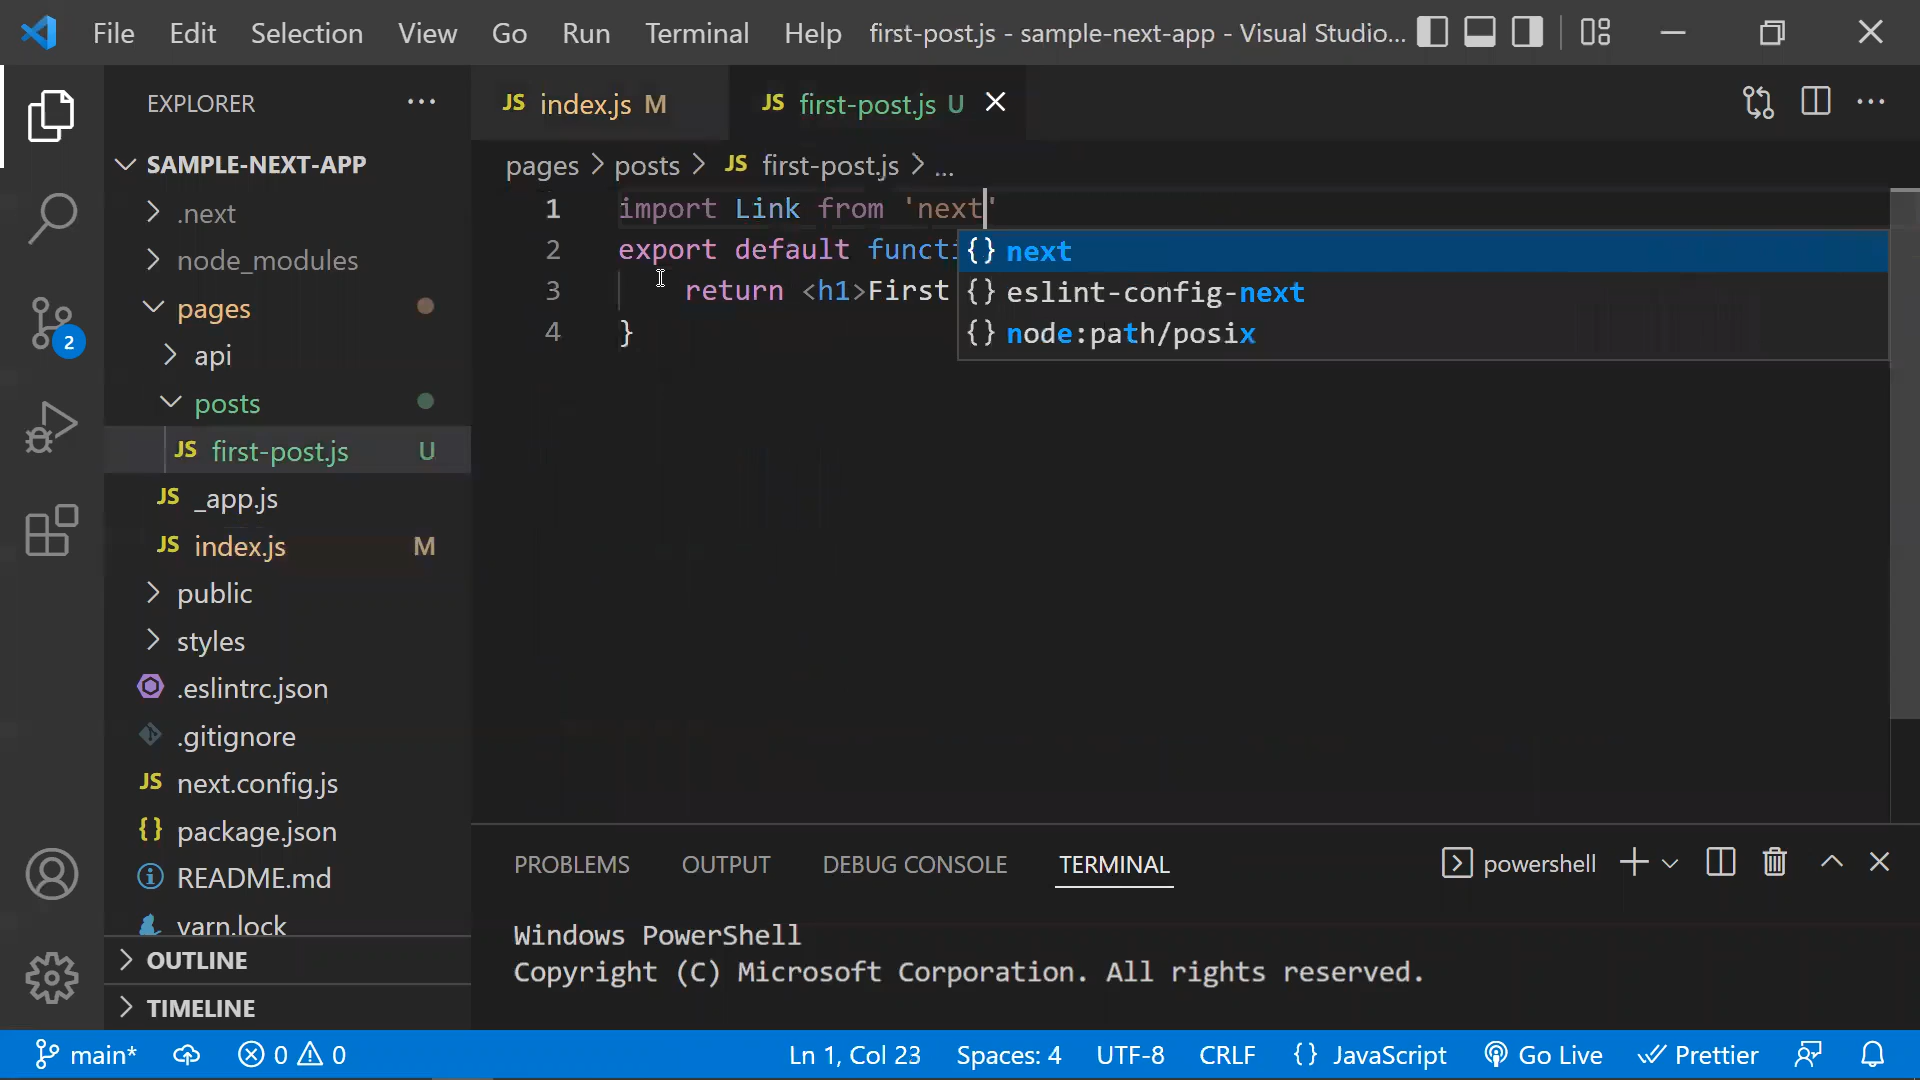 File Edit Selection View Go Run Terminal Help first-post.js - sample-next-app - Visual Studio...
EXPLORER ...
SAMPLE-NEXT-APP
.next
node_modules
pages
api
posts
JS first-post.js U
JS _app.js
JS index.js M
public
styles
.eslintrc.json
.gitignore
JS next.config.js
{} package.json
README.md
yarn.lock
OUTLINE
TIMELINE
2
JS index.js M JS first-post.js U
pages > posts > JS first-post.js > ...
1 import Link from 'next'
2 export default functi
3 return <h1>First
4 }
{} next
{} eslint-config-next
{} node:path/posix
PROBLEMS OUTPUT DEBUG CONSOLE TERMINAL powershell
Windows PowerShell
Copyright (C) Microsoft Corporation. All rights reserved.
main* 0 0 Ln 1, Col 23 Spaces: 4 UTF-8 CRLF {} JavaScript Go Live Prettier